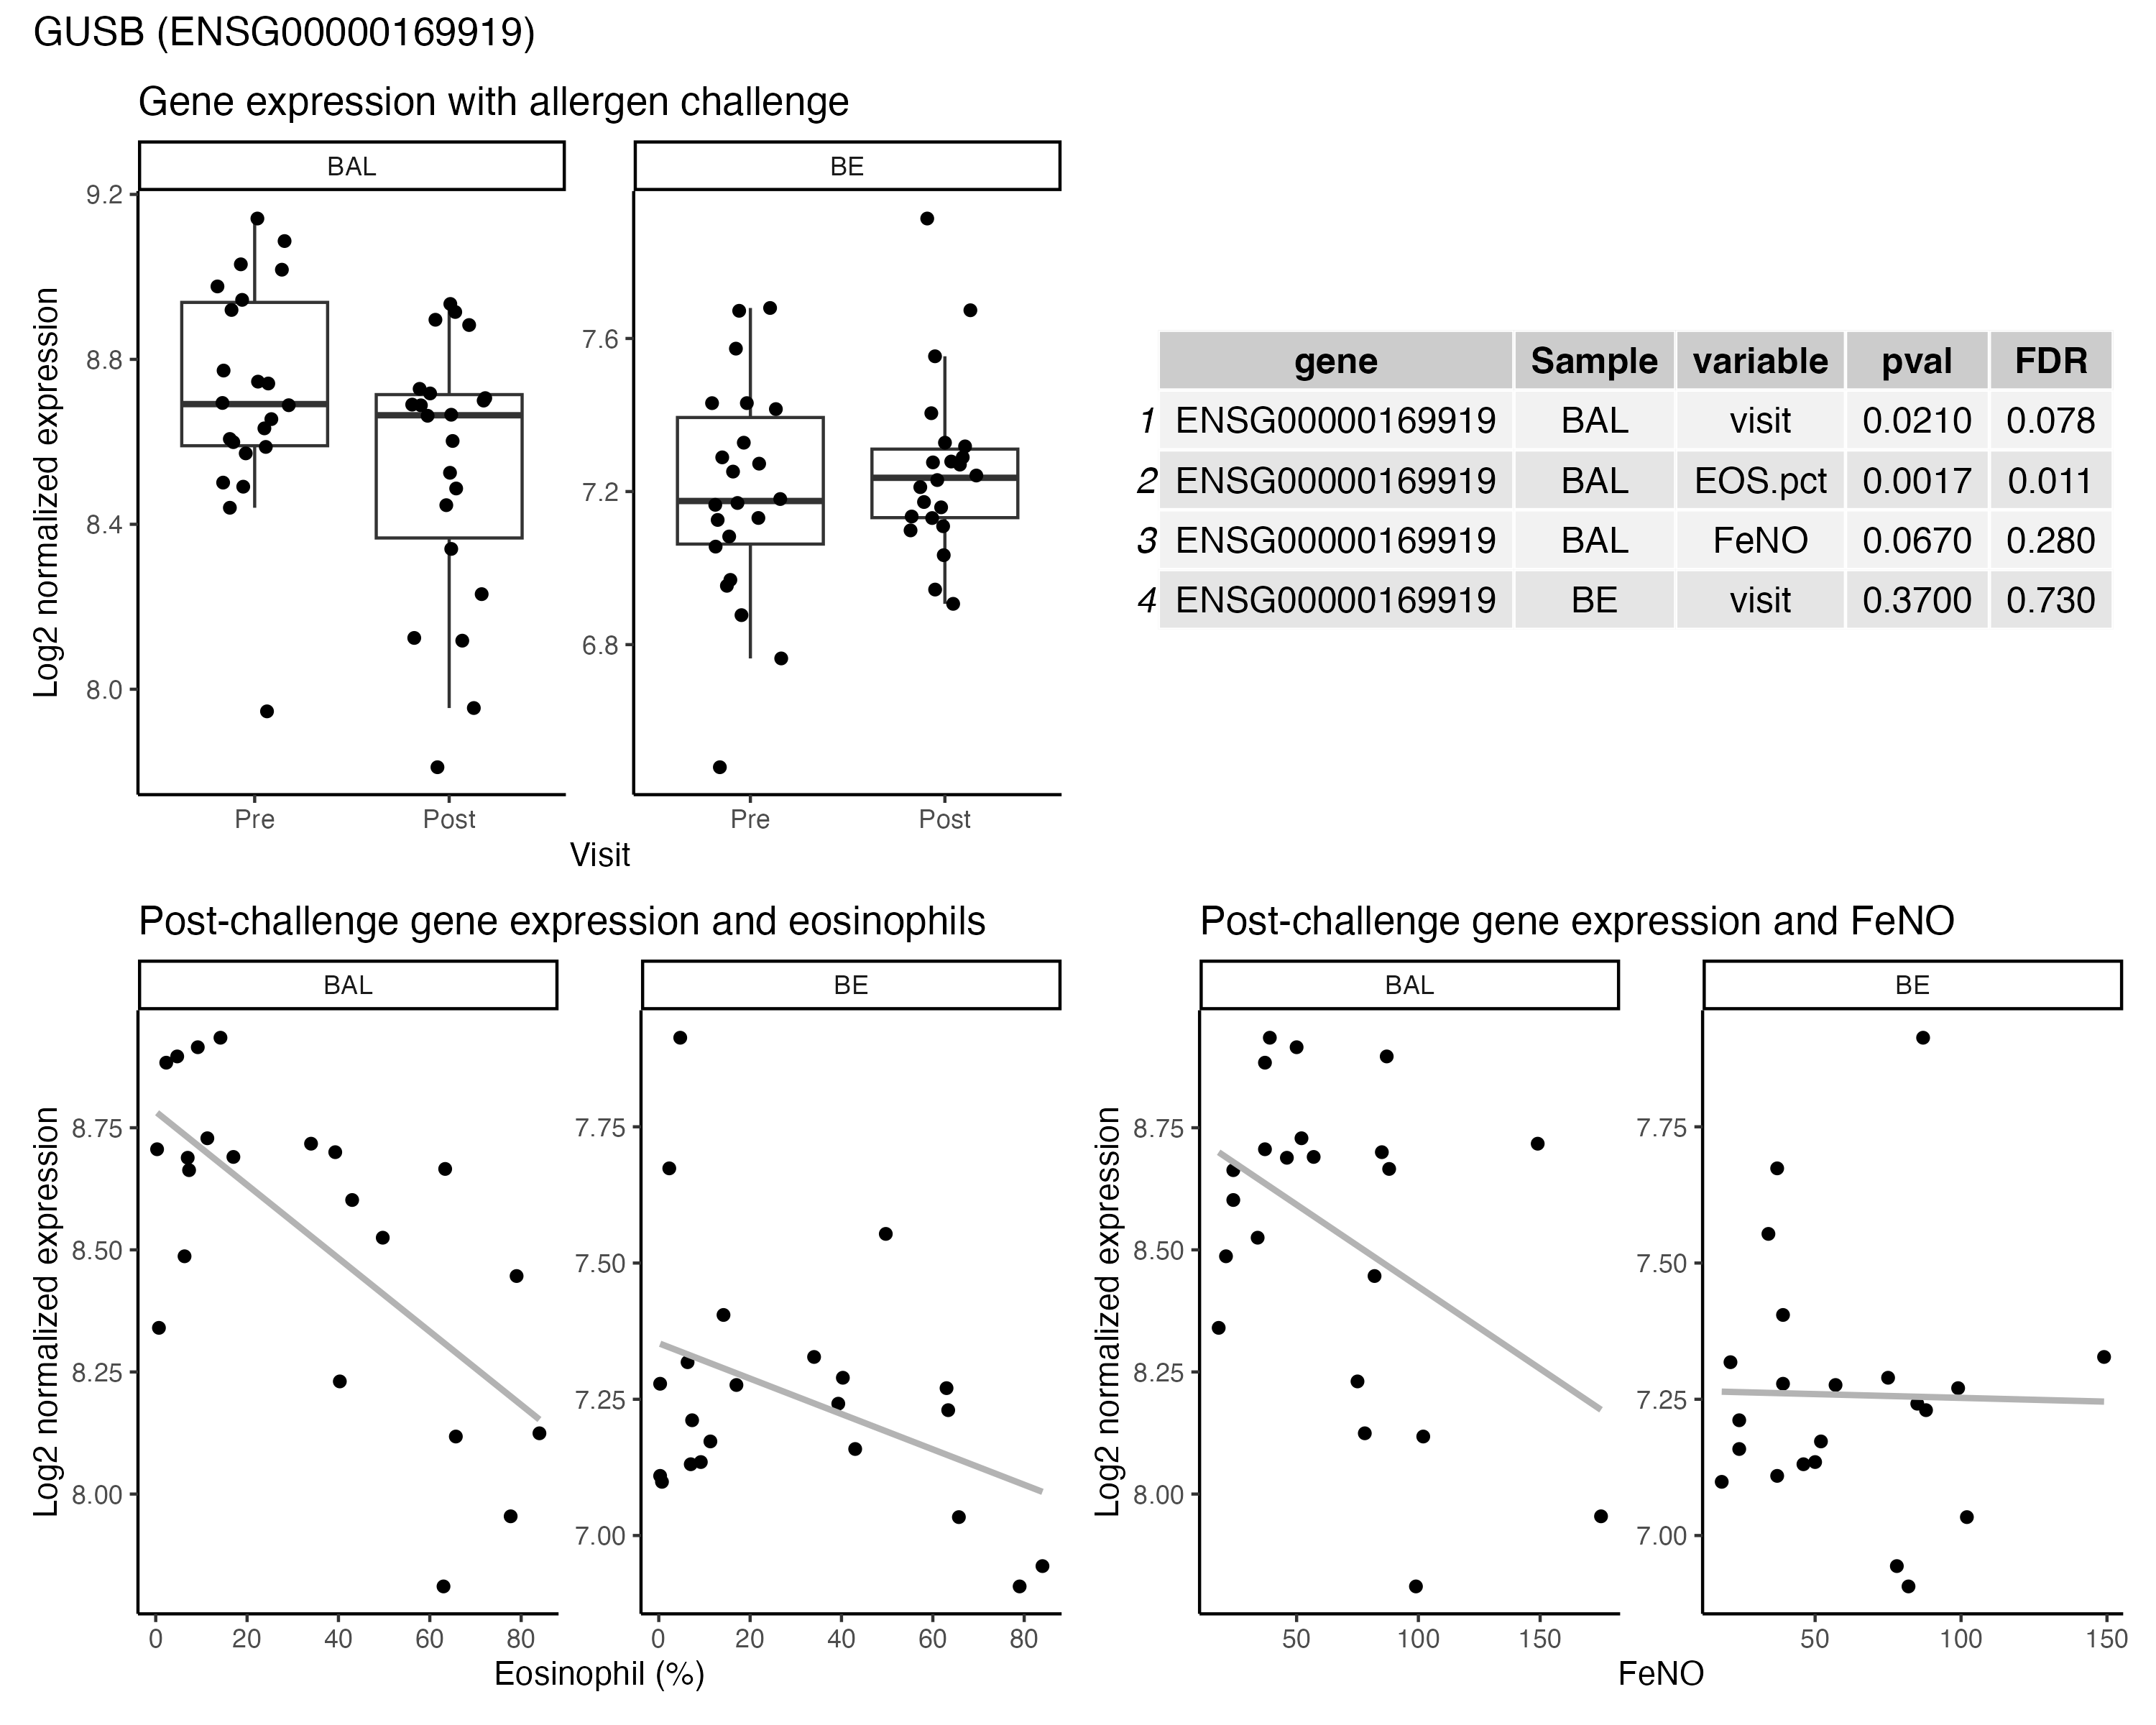 GUSB (ENSG00000169919)
Gene expression with allergen challenge
BAL
BE
Log2 normalized expression
9.2
8.8
8.4
8.0
7.6
7.2
6.8
Pre
Post
Pre
Post
Visit
gene Sample variable pval FDR
1 ENSG00000169919 BAL visit 0.0210 0.078
2 ENSG00000169919 BAL EOS.pct 0.0017 0.011
3 ENSG00000169919 BAL FeNO 0.0670 0.280
4 ENSG00000169919 BE visit 0.3700 0.730
Post-challenge gene expression and eosinophils
BAL
BE
Log2 normalized expression
8.75
8.50
8.25
8.00
7.75
7.50
7.25
7.00
0 20 40 60 80
0 20 40 60 80
Eosinophil (%)
Post-challenge gene expression and FeNO
BAL
BE
Log2 normalized expression
8.75
8.50
8.25
8.00
7.75
7.50
7.25
7.00
50 100 150
50 100 150
FeNO